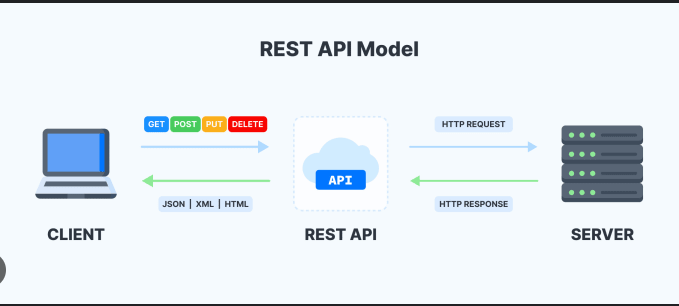 REST API Model
GET POST PUT DELETE
HTTP REQUEST
API
JSON | XML | HTML
HTTP RESPONSE
CLIENT
REST API
SERVER